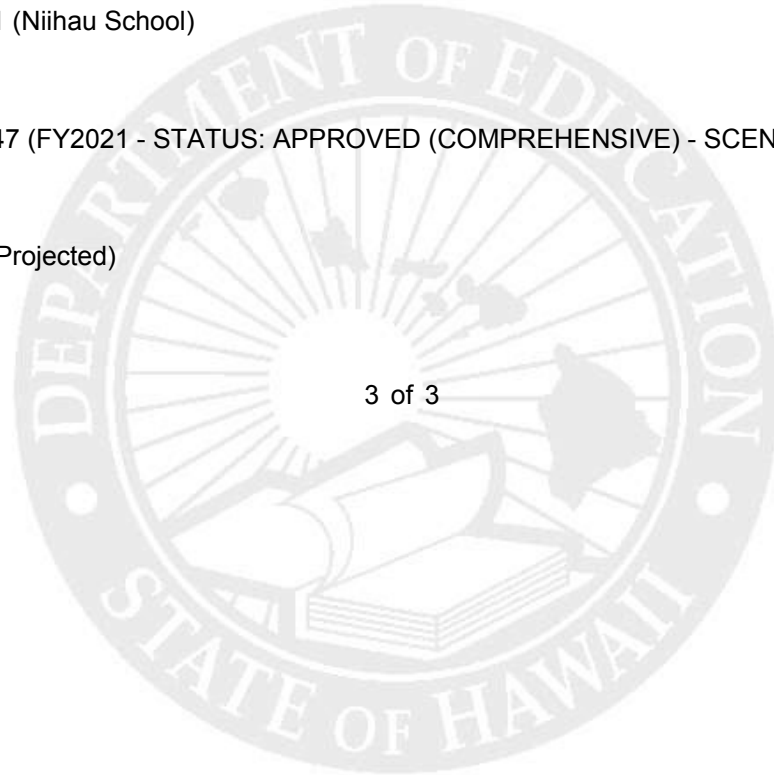 (Niihau School)
47 (FY2021 - STATUS: APPROVED (COMPREHENSIVE) - SCEN
Projected)
3 of 3
DEPARTMENT OF EDUCATION
STATE OF HAWAII